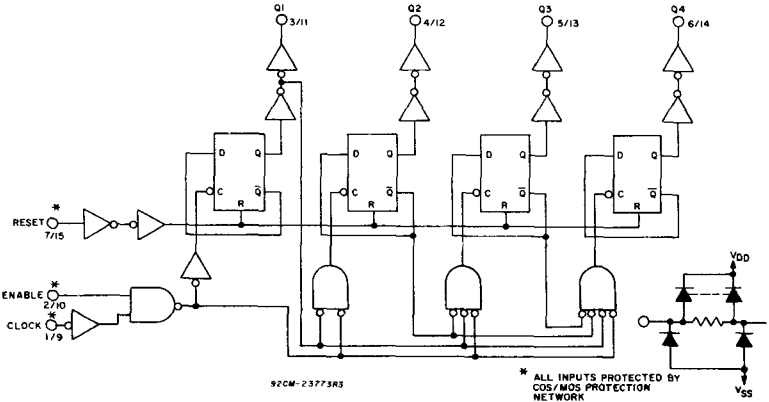 Q1 Q2 Q3 Q4
3/11 4/12 5/13 6/14
D Q D Q D Q D Q
C Q̅ C Q̅ C Q̅ C Q̅
R R R R
*
RESET
7/15
*
ENABLE
2/10
*
CLOCK
1/9
VDD
VSS
92CM-23773R3
* ALL INPUTS PROTECTED BY
COS/MOS PROTECTION
NETWORK